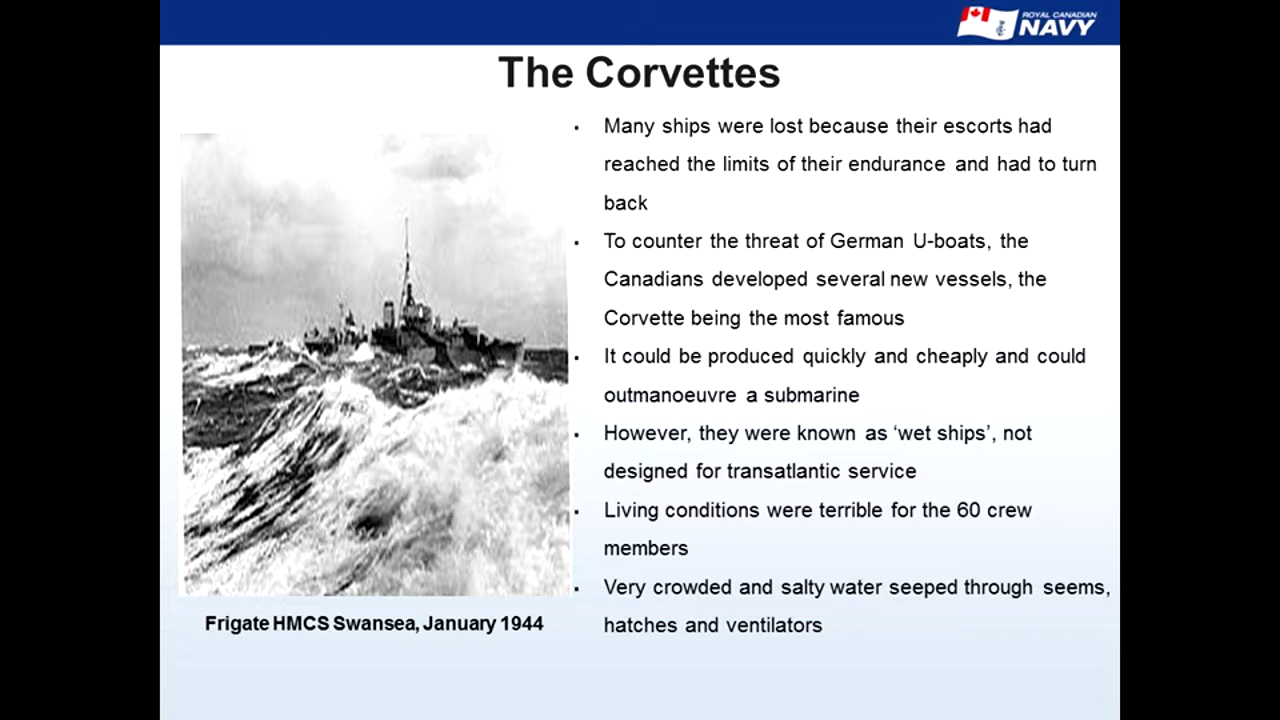 ROYAL CANADIAN
NAVY
The Corvettes
Many ships were lost because their escorts had
reached the limits of their endurance and had to turn
back
To counter the threat of German U-boats, the
Canadians developed several new vessels, the
Corvette being the most famous
It could be produced quickly and cheaply and could
outmanoeuvre a submarine
However, they were known as ‘wet ships’, not
designed for transatlantic service
Living conditions were terrible for the 60 crew
members
Very crowded and salty water seeped through seems,
hatches and ventilators
Frigate HMCS Swansea, January 1944